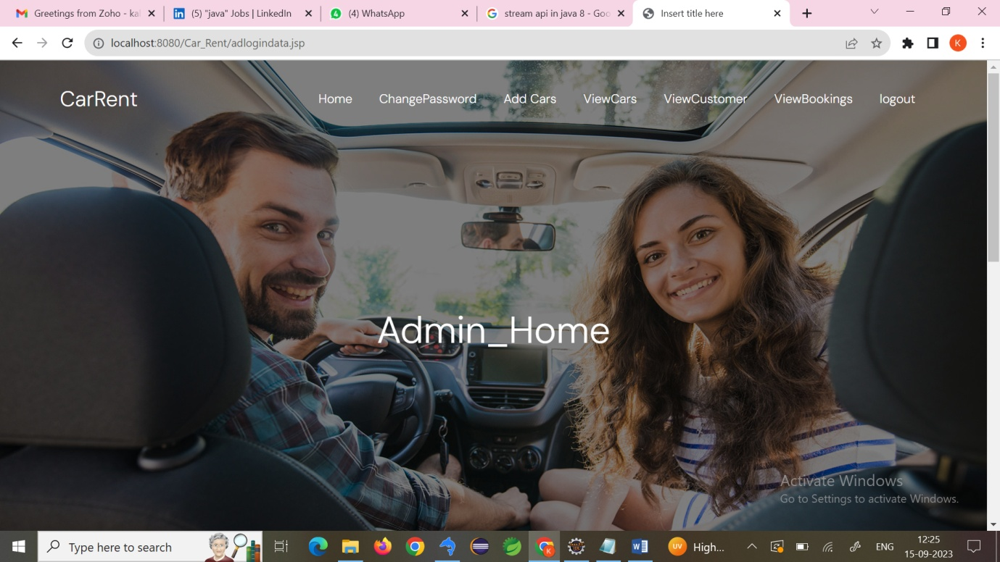 Greetings from Zoho - kal
(5) "java" Jobs | LinkedIn
(4) WhatsApp
stream api in java 8 - Goo
Insert title here
localhost:8080/Car_Rent/adlogindata.jsp
K
CarRent
Home
ChangePassword
Add Cars
ViewCars
ViewCustomer
ViewBookings
logout
Admin_Home
Activate Windows
Go to Settings to activate Windows.
Type here to search
UV
High...
ENG
12:25
15-09-2023